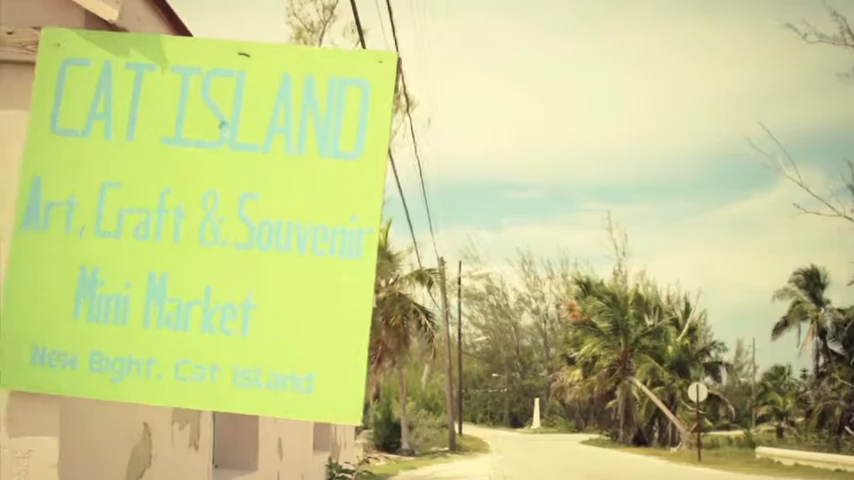 CAT ISLAND
Art, Craft & Souvenir
Mini Market
New Bight, Cat Island